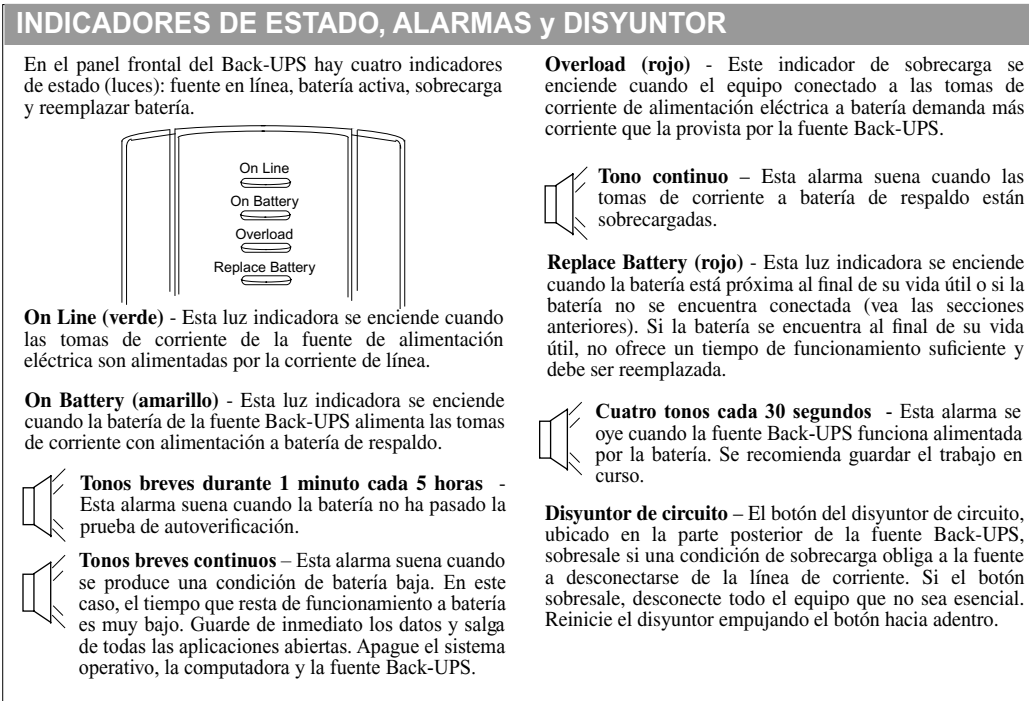 INDICADORES DE ESTADO, ALARMAS y DISYUNTOR
En el panel frontal del Back-UPS hay cuatro indicadores
de estado (luces): fuente en línea, batería activa, sobrecarga
y reemplazar batería.
On Line
On Battery
Overload
Replace Battery
On Line (verde) - Esta luz indicadora se enciende cuando
las tomas de corriente de la fuente de alimentación
eléctrica son alimentadas por la corriente de línea.
On Battery (amarillo) - Esta luz indicadora se enciende
cuando la batería de la fuente Back-UPS alimenta las tomas
de corriente con alimentación a batería de respaldo.
Tonos breves durante 1 minuto cada 5 horas -
Esta alarma suena cuando la batería no ha pasado la
prueba de autoverificación.
Tonos breves continuos – Esta alarma suena cuando
se produce una condición de batería baja. En este
caso, el tiempo que resta de funcionamiento a batería
es muy bajo. Guarde de inmediato los datos y salga
de todas las aplicaciones abiertas. Apague el sistema
operativo, la computadora y la fuente Back-UPS.
Overload (rojo) - Este indicador de sobrecarga se
enciende cuando el equipo conectado a las tomas de
corriente de alimentación eléctrica a batería demanda más
corriente que la provista por la fuente Back-UPS.
Tono continuo – Esta alarma suena cuando las
tomas de corriente a batería de respaldo están
sobrecargadas.
Replace Battery (rojo) - Esta luz indicadora se enciende
cuando la batería está próxima al final de su vida útil o si la
batería no se encuentra conectada (vea las secciones
anteriores). Si la batería se encuentra al final de su vida
útil, no ofrece un tiempo de funcionamiento suficiente y
debe ser reemplazada.
Cuatro tonos cada 30 segundos - Esta alarma se
oye cuando la fuente Back-UPS funciona alimentada
por la batería. Se recomienda guardar el trabajo en
curso.
Disyuntor de circuito – El botón del disyuntor de circuito,
ubicado en la parte posterior de la fuente Back-UPS,
sobresale si una condición de sobrecarga obliga a la fuente
a desconectarse de la línea de corriente. Si el botón
sobresale, desconecte todo el equipo que no sea esencial.
Reinicie el disyuntor empujando el botón hacia adentro.